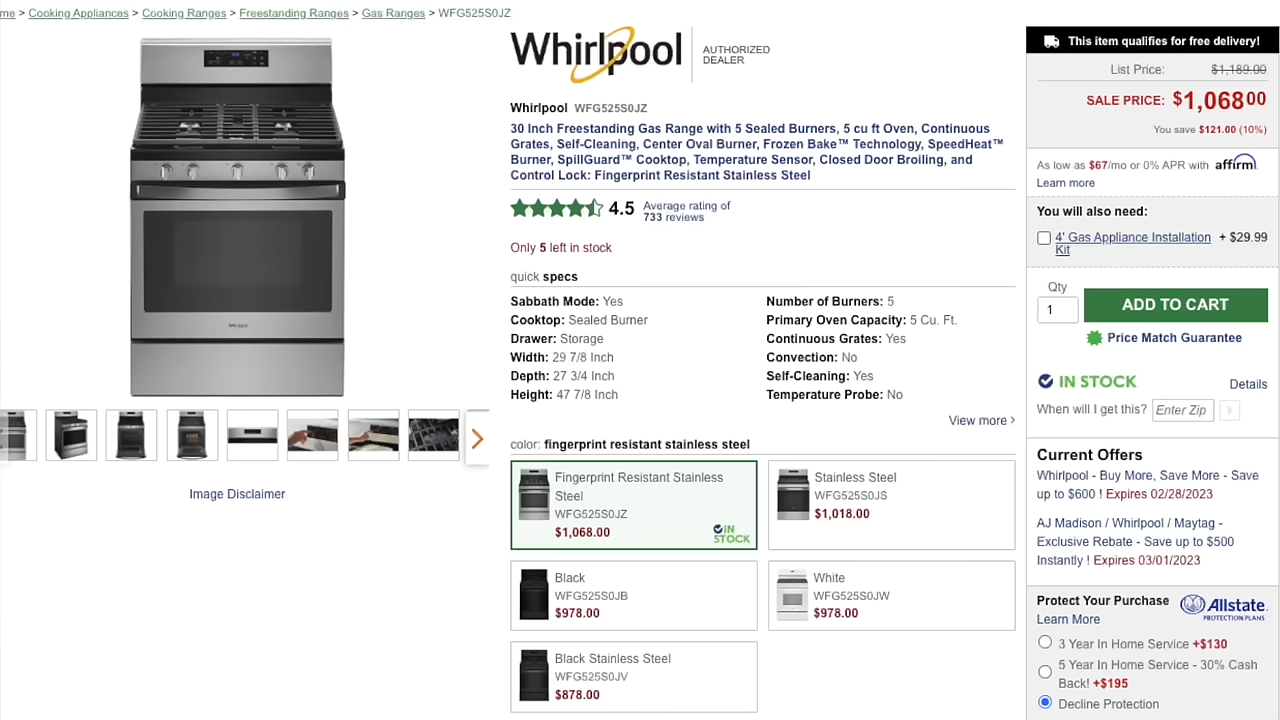 me > Cooking Appliances > Cooking Ranges > Freestanding Ranges > Gas Ranges > WFG525S0JZ
Whirlpool
AUTHORIZED
DEALER
Whirlpool WFG525S0JZ
30 Inch Freestanding Gas Range with 5 Sealed Burners, 5 cu ft Oven, Continuous
Grates, Self-Cleaning, Center Oval Burner, Frozen Bake™ Technology, SpeedHeat™
Burner, SpillGuard™ Cooktop, Temperature Sensor, Closed Door Broiling, and
Control Lock: Fingerprint Resistant Stainless Steel
4.5
Average rating of
733 reviews
Only 5 left in stock
quick specs
Sabbath Mode: Yes
Cooktop: Sealed Burner
Drawer: Storage
Width: 29 7/8 Inch
Depth: 27 3/4 Inch
Height: 47 7/8 Inch
Number of Burners: 5
Primary Oven Capacity: 5 Cu. Ft.
Continuous Grates: Yes
Convection: No
Self-Cleaning: Yes
Temperature Probe: No
View more >
color: fingerprint resistant stainless steel
Fingerprint Resistant Stainless
Steel
WFG525S0JZ
$1,068.00
IN
STOCK
Stainless Steel
WFG525S0JS
$1,018.00
Black
WFG525S0JB
$978.00
White
WFG525S0JW
$978.00
Black Stainless Steel
WFG525S0JV
$878.00
Whirlpool
Image Disclaimer
This item qualifies for free delivery!
List Price: $1,189.00
SALE PRICE: $1,068.00
You save $121.00 (10%)
As low as $67/mo or 0% APR with affirm
Learn more
You will also need:
4' Gas Appliance Installation + $29.99
Kit
Qty
1
ADD TO CART
Price Match Guarantee
IN STOCK
Details
When will I get this? Enter Zip
Current Offers
Whirlpool - Buy More, Save More - Save
up to $600 ! Expires 02/28/2023
AJ Madison / Whirlpool / Maytag -
Exclusive Rebate - Save up to $500
Instantly ! Expires 03/01/2023
Protect Your Purchase
Learn More
Allstate
PROTECTION PLANS
3 Year In Home Service +$130
5 Year In Home Service - 30% Cash
Back! +$195
Decline Protection